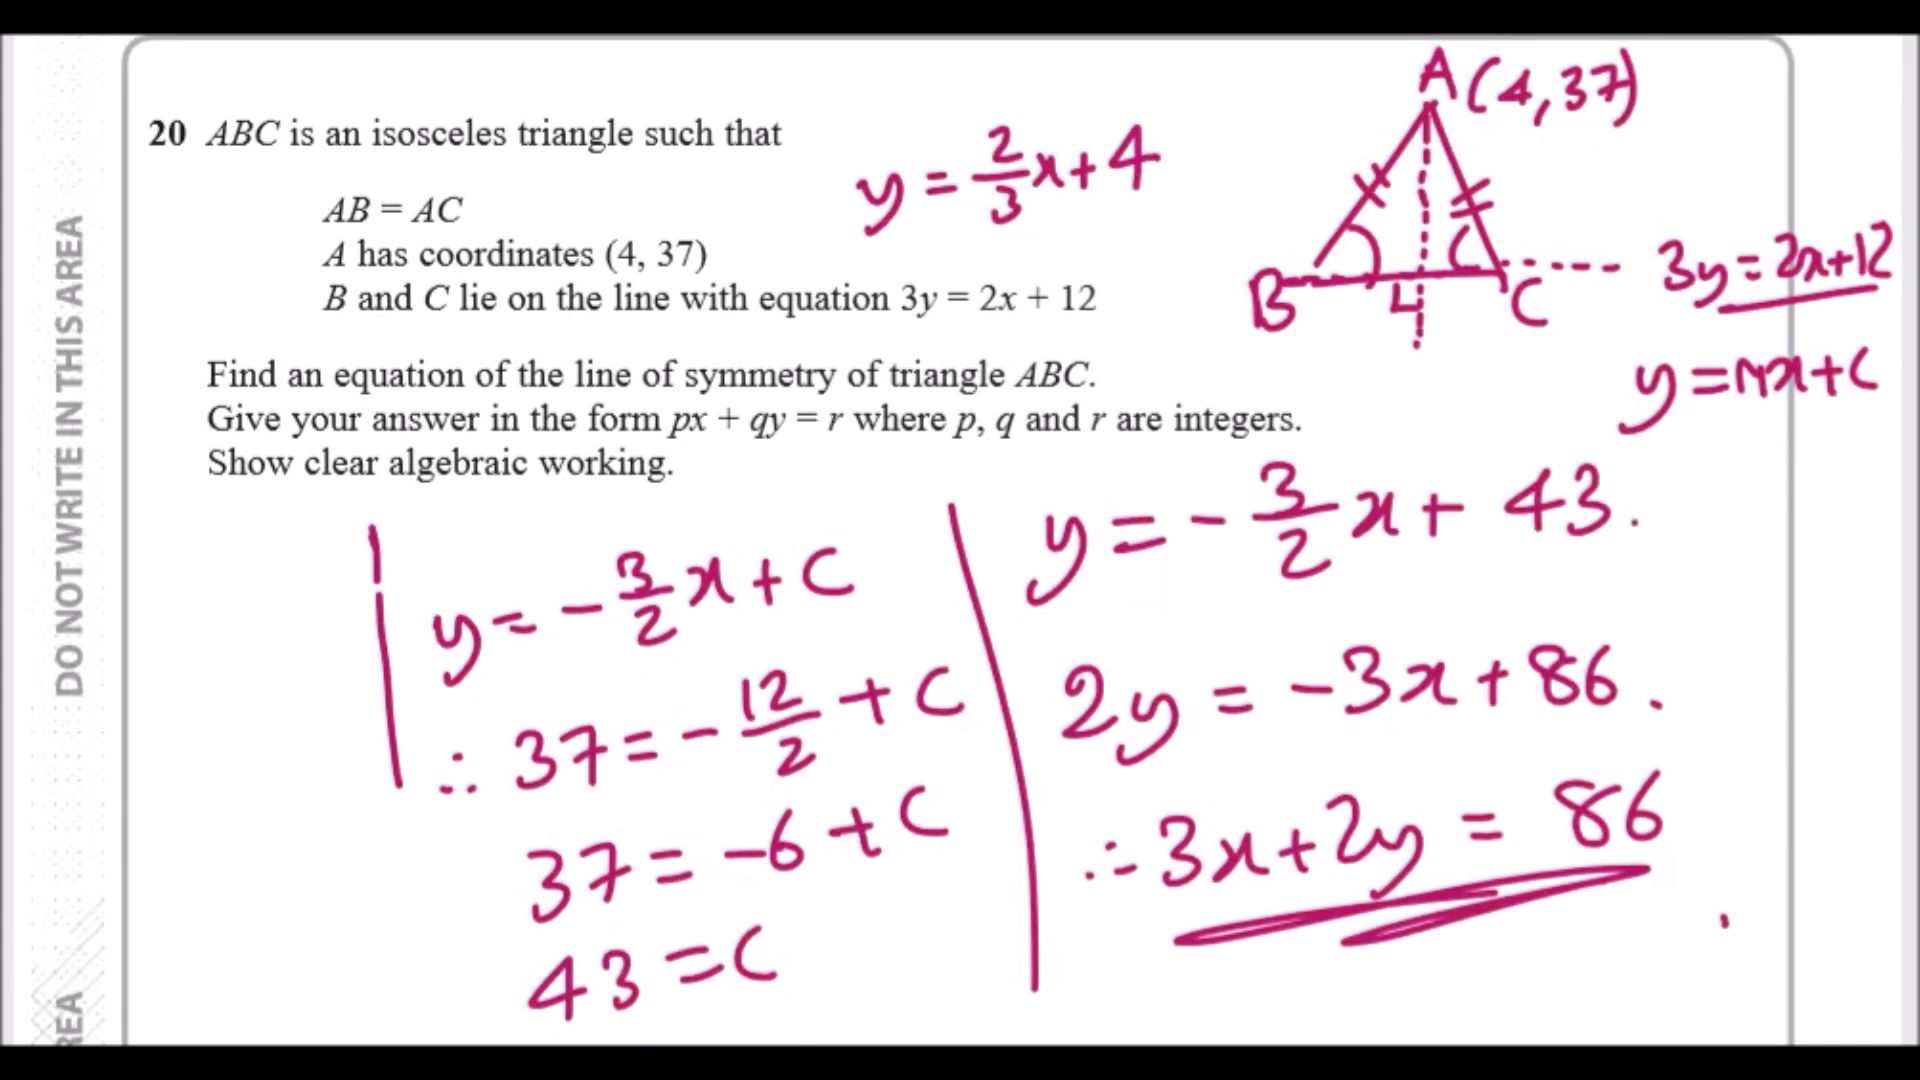 DO NOT WRITE IN THIS AREA
REA
20 ABC is an isosceles triangle such that
AB = AC
A has coordinates (4, 37)
B and C lie on the line with equation 3y = 2x + 12
Find an equation of the line of symmetry of triangle ABC.
Give your answer in the form px + qy = r where p, q and r are integers.
Show clear algebraic working.
y = 2/3 x + 4
A (4, 37)
B
C
3y = 2x + 12
y = mx + c
y = - 3/2 x + c
∴ 37 = - 12/2 + c
37 = -6 + c
43 = c
y = - 3/2 x + 43.
2y = -3x + 86.
∴ 3x + 2y = 86